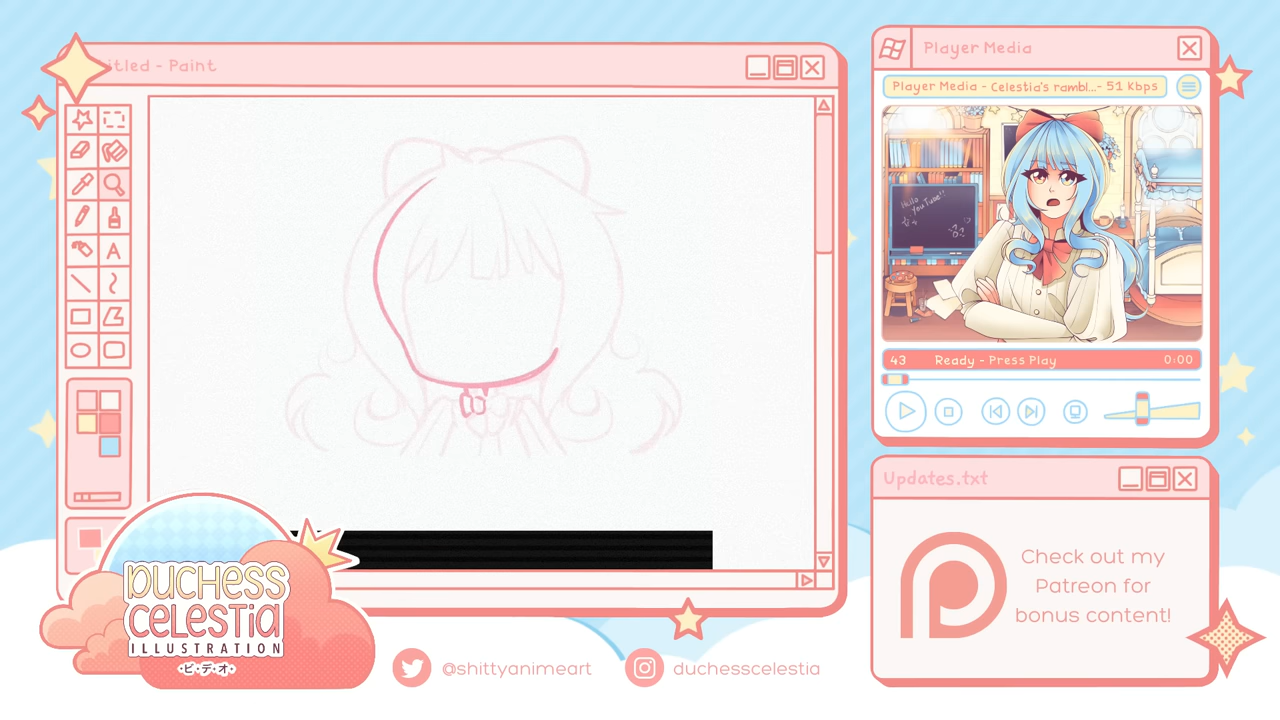 titled - Paint
A
Player Media
Player Media - Celestia's rambl...- 51 Kbps
Hello
YouTube!!
43 Ready - Press Play 0:00
Updates.txt
Check out my
Patreon for
bonus content!
DUCHESS
CELESTIA
ILLUSTRATION
·ビ·デ·オ·
@shittyanimeart duchesscelestia